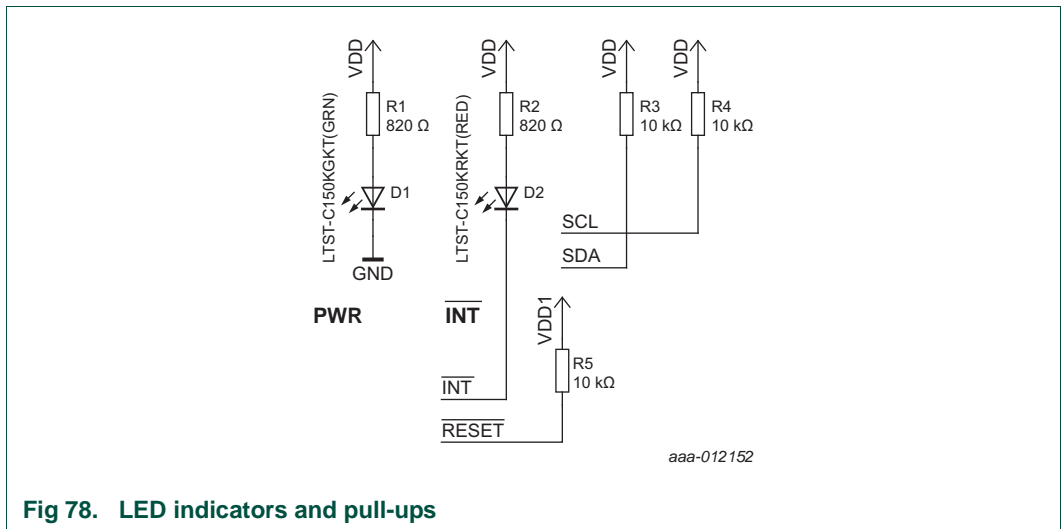 VDD
VDD
VDD
VDD
R1
820 Ω
R2
820 Ω
R3
10 kΩ
R4
10 kΩ
LTST-C150KGKT(GRN)
LTST-C150KRKT(RED)
D1
D2
SCL
SDA
GND
PWR
INT
VDD1
R5
10 kΩ
INT
RESET
aaa-012152
Fig 78. LED indicators and pull-ups